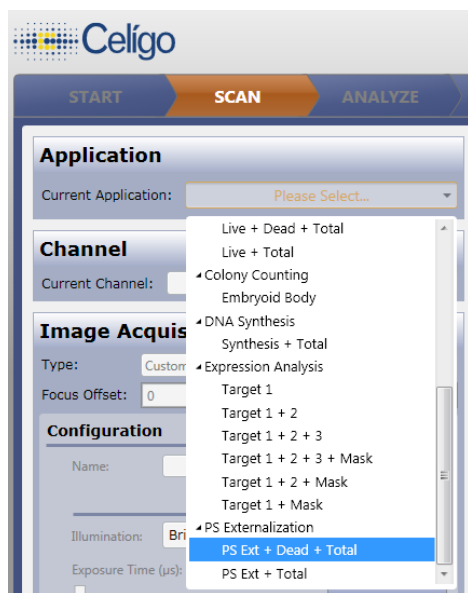 Celígo
START
SCAN
ANALYZE
Application
Current Application:
Please Select...
Live + Dead + Total
Live + Total
Channel
Colony Counting
Current Channel:
Embryoid Body
DNA Synthesis
Image Acquis
Synthesis + Total
Type:
Custom
Expression Analysis
Target 1
Focus Offset:
0
Target 1 + 2
Configuration
Target 1 + 2 + 3
Name:
Target 1 + 2 + 3 + Mask
Target 1 + 2 + Mask
Target 1 + Mask
PS Externalization
Illumination:
Bri
PS Ext + Dead + Total
Exposure Time (µs):
PS Ext + Total